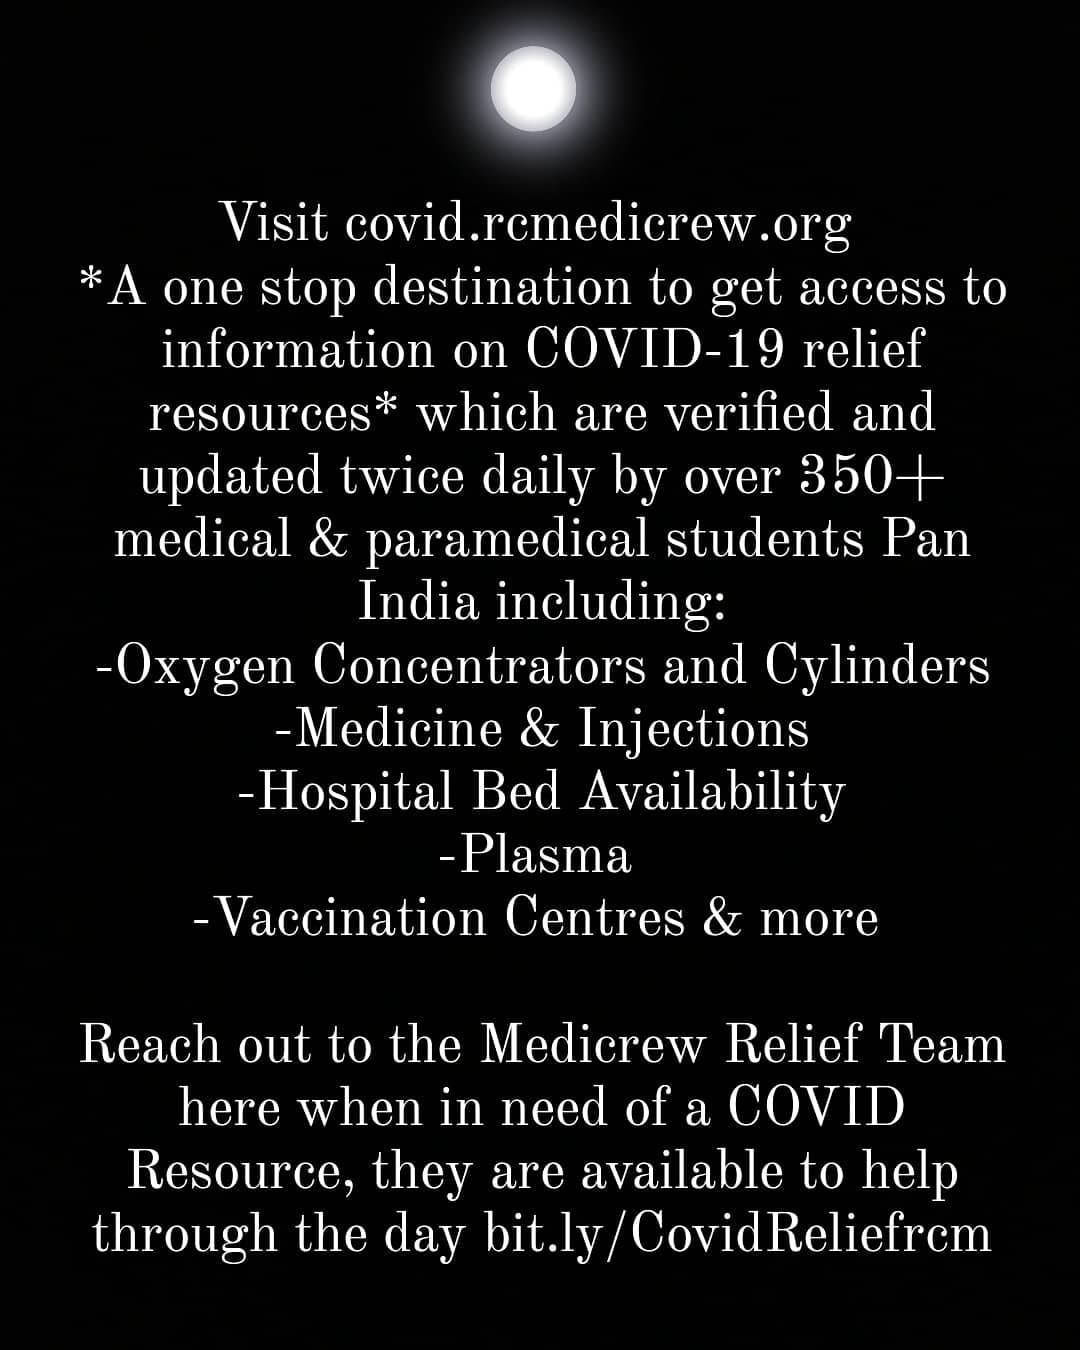 Visit covid.rcmedicrew.org
*A one stop destination to get access to
information on COVID-19 relief
resources* which are verified and
updated twice daily by over 350+
medical & paramedical students Pan
India including:
-Oxygen Concentrators and Cylinders
-Medicine & Injections
-Hospital Bed Availability
-Plasma
-Vaccination Centres & more
Reach out to the Medicrew Relief Team
here when in need of a COVID
Resource, they are available to help
through the day bit.ly/CovidReliefrcm